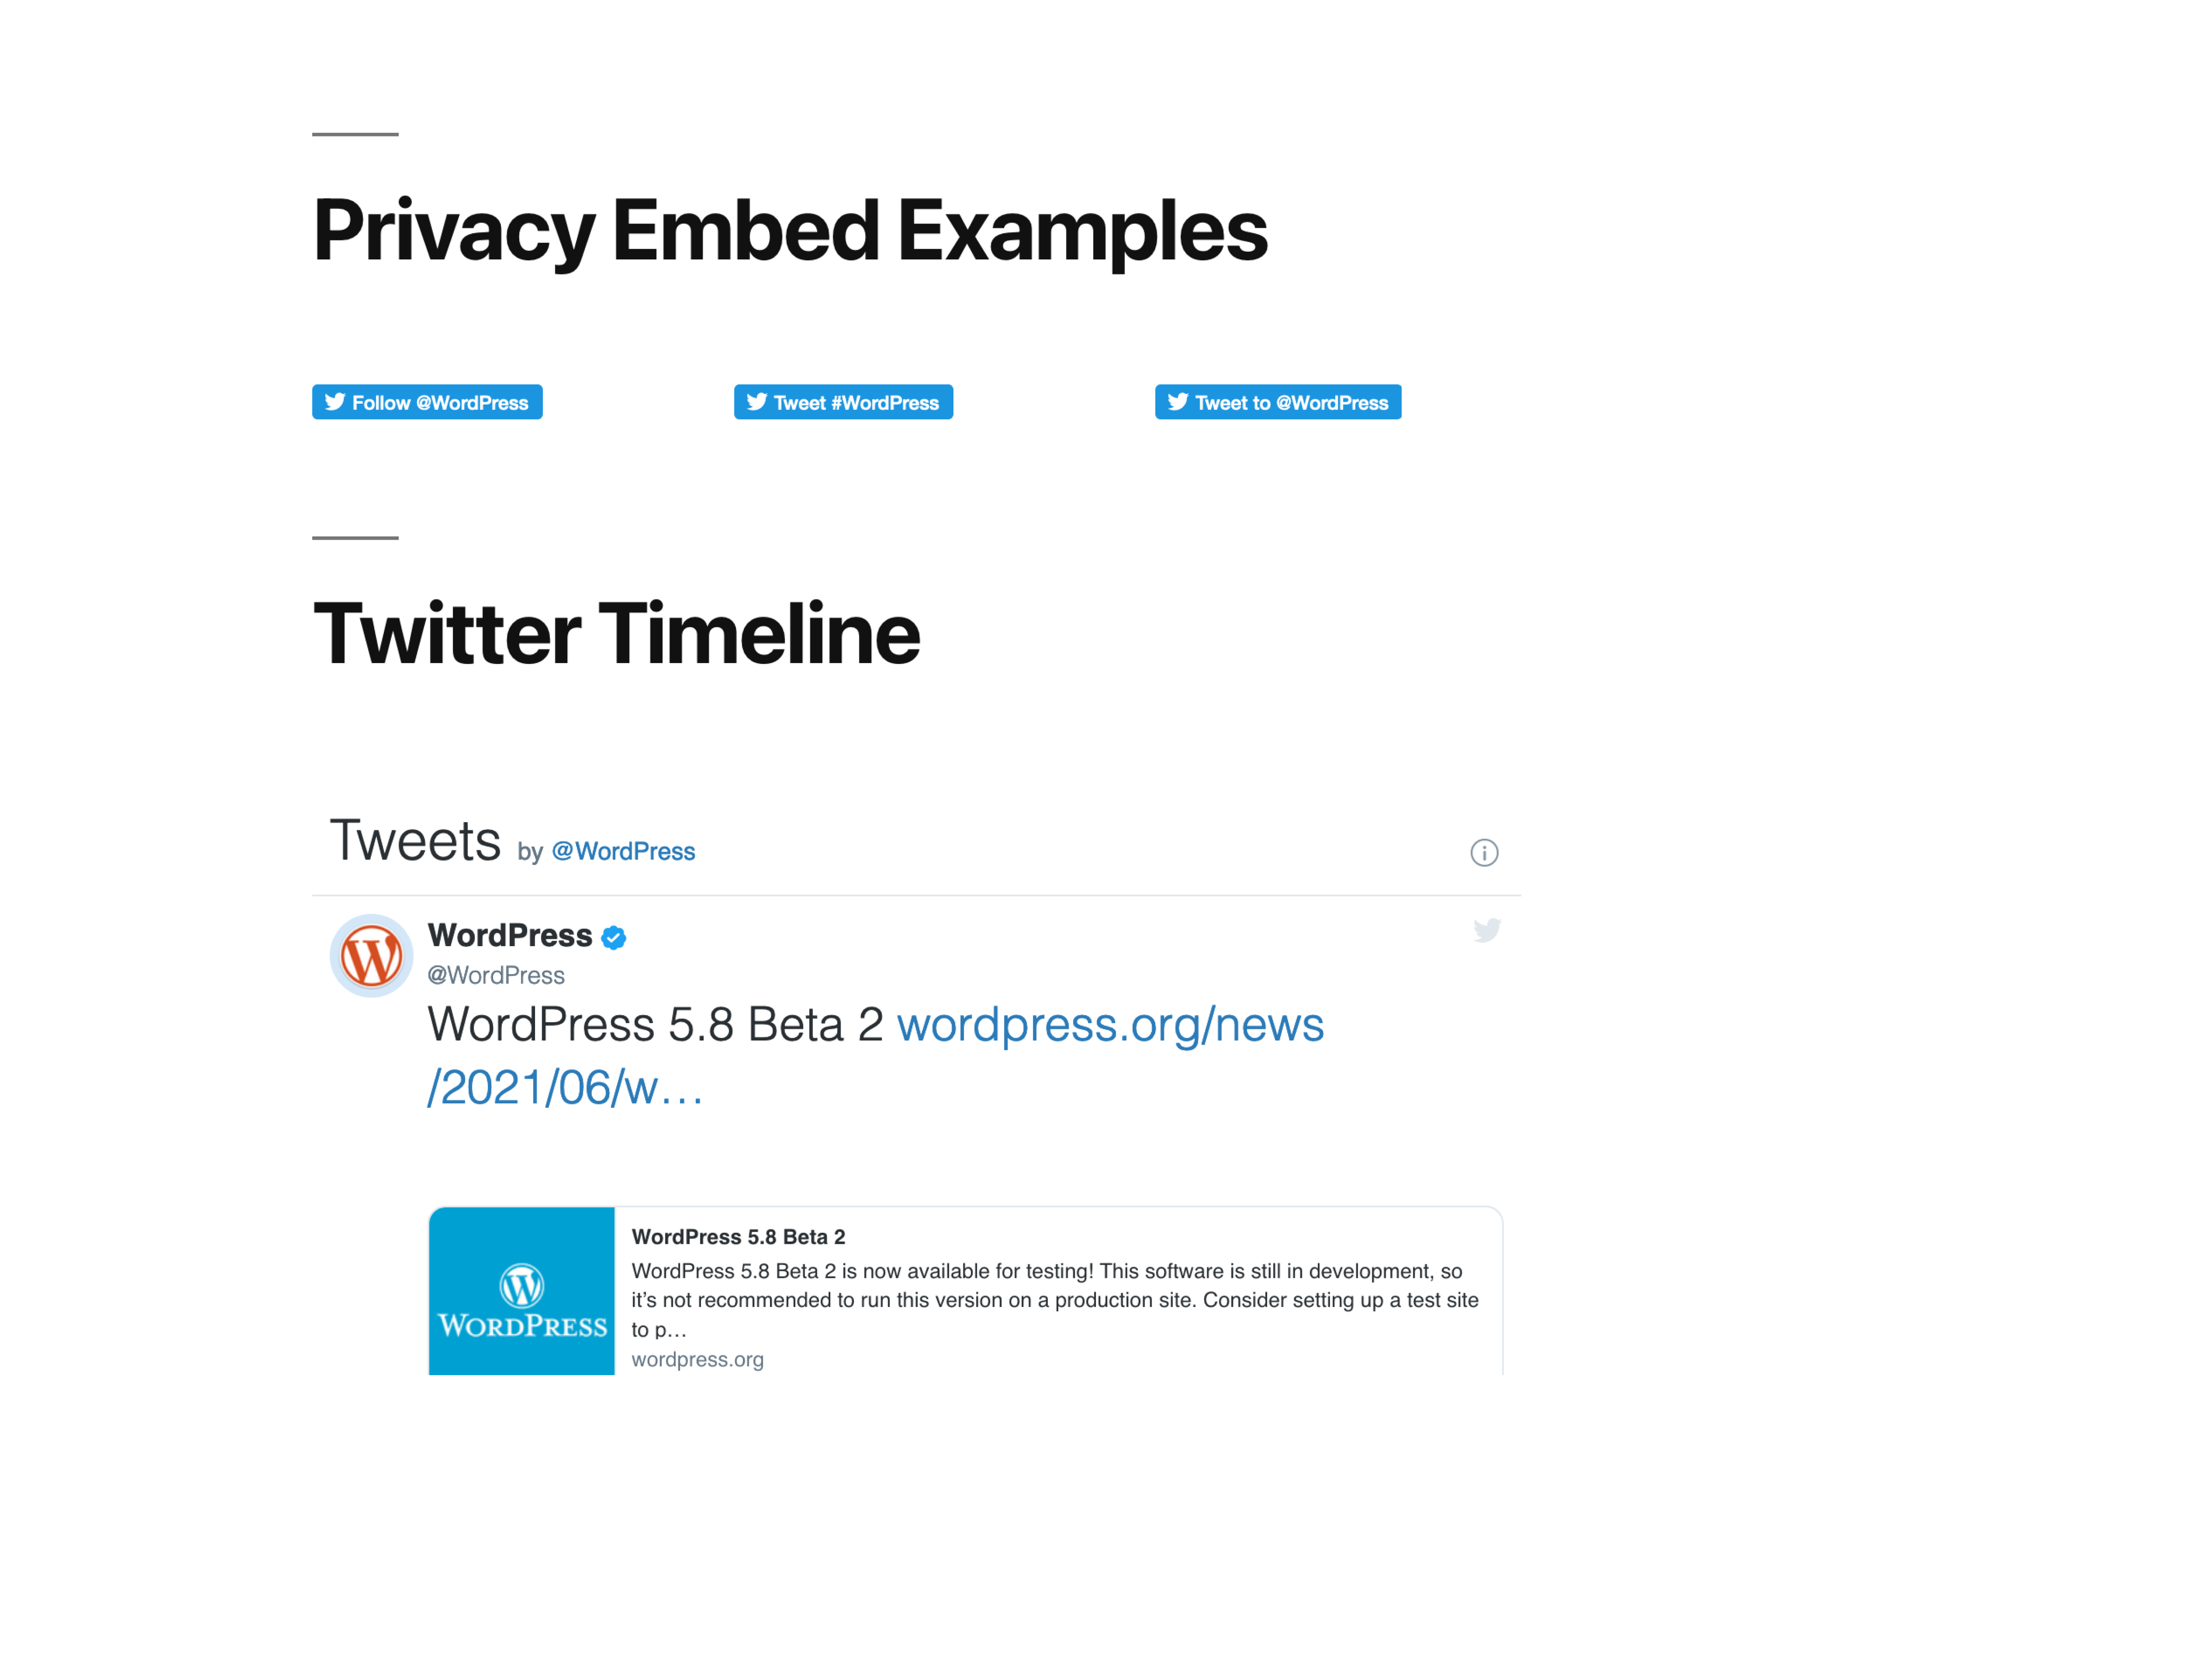 Privacy Embed Examples
Follow @WordPress
Tweet #WordPress
Tweet to @WordPress
Twitter Timeline
Tweets by @WordPress
WordPress
@WordPress
WordPress 5.8 Beta 2 wordpress.org/news
/2021/06/w…
WORDPRESS
WordPress 5.8 Beta 2
WordPress 5.8 Beta 2 is now available for testing! This software is still in development, so
it’s not recommended to run this version on a production site. Consider setting up a test site
to p…
wordpress.org